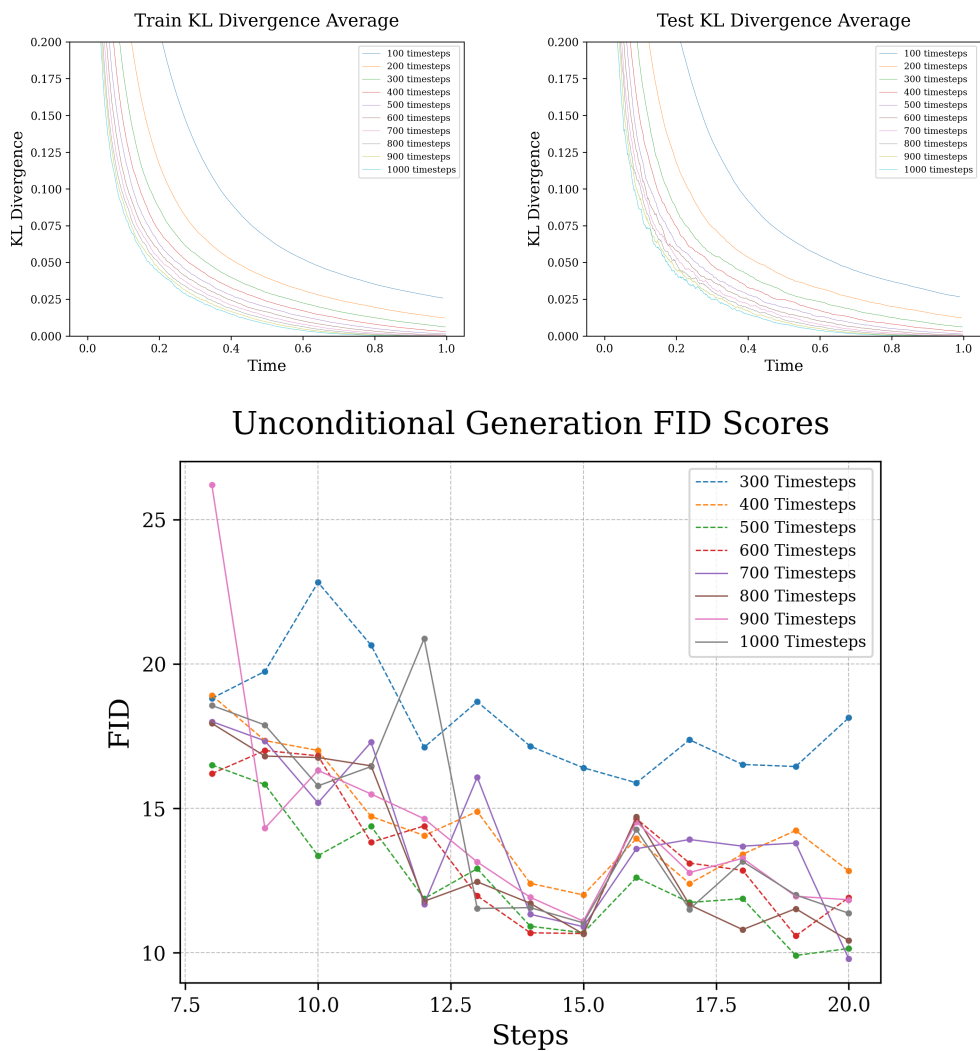 Train KL Divergence Average
0.200
0.175
0.150
0.125
0.100
0.075
0.050
0.025
0.000
KL Divergence
0.0 0.2 0.4 0.6 0.8 1.0
Time
100 timesteps
200 timesteps
300 timesteps
400 timesteps
500 timesteps
600 timesteps
700 timesteps
800 timesteps
900 timesteps
1000 timesteps
Test KL Divergence Average
0.200
0.175
0.150
0.125
0.100
0.075
0.050
0.025
0.000
KL Divergence
0.0 0.2 0.4 0.6 0.8 1.0
Time
100 timesteps
200 timesteps
300 timesteps
400 timesteps
500 timesteps
600 timesteps
700 timesteps
800 timesteps
900 timesteps
1000 timesteps
Unconditional Generation FID Scores
25
20
15
10
FID
7.5 10.0 12.5 15.0 17.5 20.0
Steps
300 Timesteps
400 Timesteps
500 Timesteps
600 Timesteps
700 Timesteps
800 Timesteps
900 Timesteps
1000 Timesteps